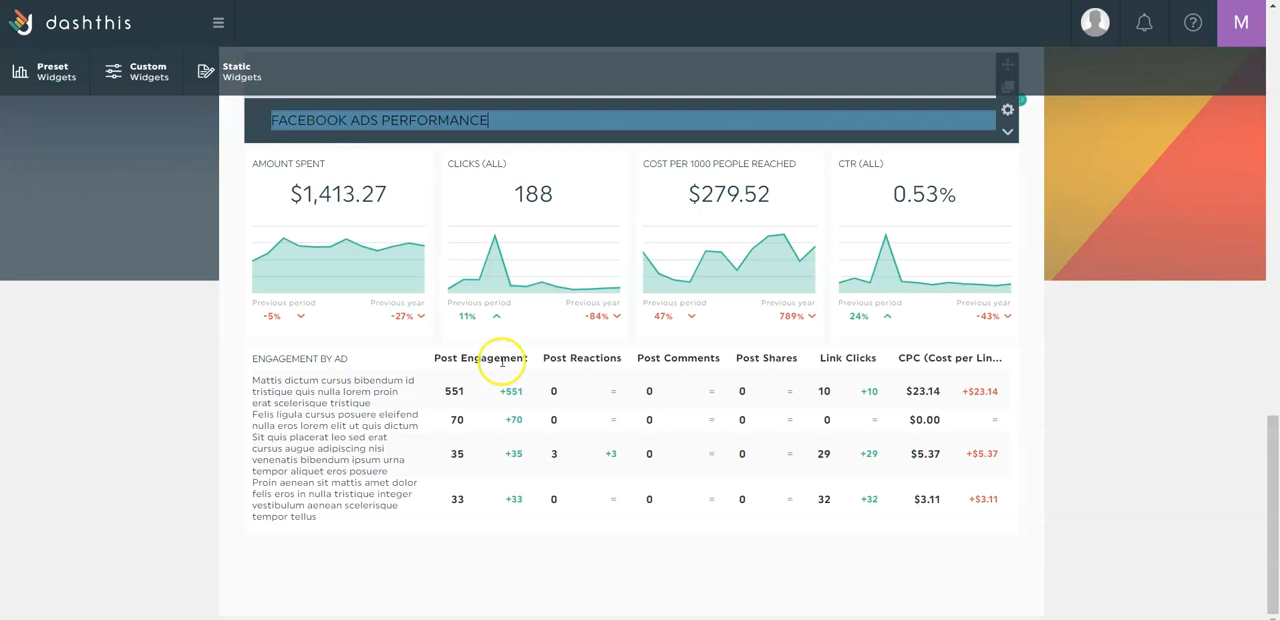 dashthis
M
Preset
Widgets
Custom
Widgets
Static
Widgets
FACEBOOK ADS PERFORMANCE
AMOUNT SPENT
$1,413.27
Previous period
Previous year
-5%
-27%
CLICKS (ALL)
188
Previous period
Previous year
11%
-84%
COST PER 1000 PEOPLE REACHED
$279.52
Previous period
Previous year
47%
789%
CTR (ALL)
0.53%
Previous period
Previous year
24%
-43%
ENGAGEMENT BY AD Post Engagement Post Reactions Post Comments Post Shares Link Clicks CPC (Cost per Lin...
Mattis dictum cursus bibendum id
tristique quis nulla lorem proin
erat scelerisque tristique
551 +551 0 = 0 = 0 = 10 +10 $23.14 +$23.14
Felis ligula cursus posuere eleifend
nulla eros lorem elit ut quis dictum
70 +70 0 = 0 = 0 = 0 = $0.00 =
Sit quis placerat leo sed erat
cursus augue adipiscing nisi
venenatis bibendum ipsum urna
tempor aliquet eros posuere
35 +35 3 +3 0 = 0 = 29 +29 $5.37 +$5.37
Proin aenean sit mattis amet dolor
felis eros in nulla tristique integer
vestibulum aenean scelerisque
tempor tellus
33 +33 0 = 0 = 0 = 32 +32 $3.11 +$3.11